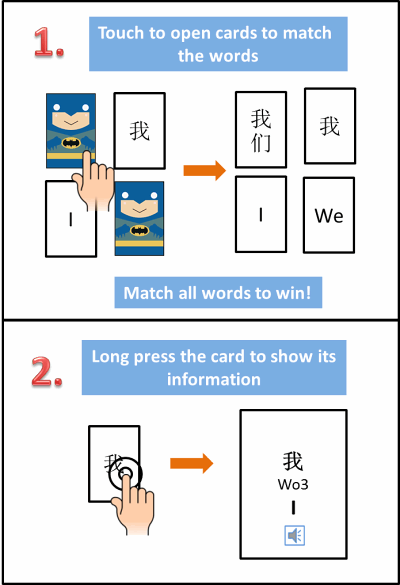 1.
Touch to open cards to match
the words
我
I
我
们
我
I
We
Match all words to win!
2.
Long press the card to show its
information
我
我
Wo3
I